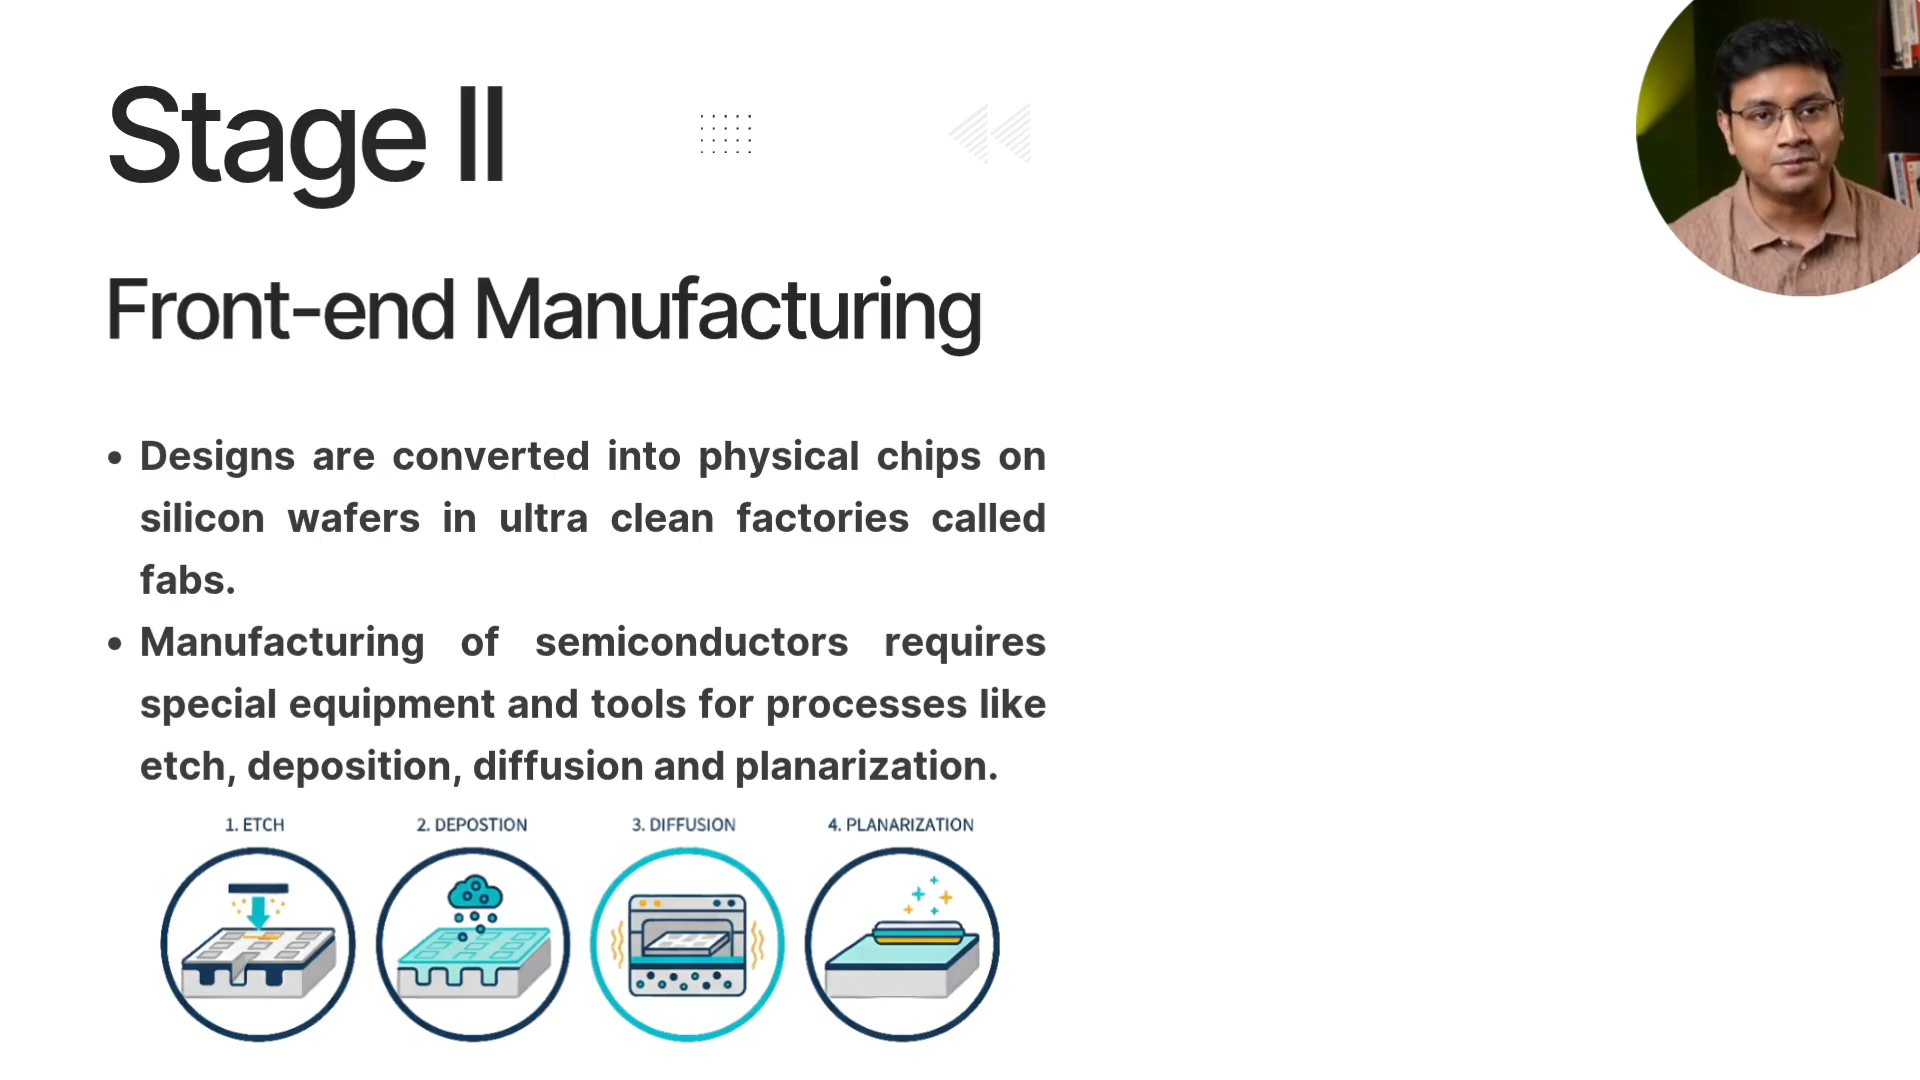 Stage II
Front-end Manufacturing
• Designs are converted into physical chips on
silicon wafers in ultra clean factories called
fabs.
• Manufacturing of semiconductors requires
special equipment and tools for processes like
etch, deposition, diffusion and planarization.
1. ETCH
2. DEPOSTION
3. DIFFUSION
4. PLANARIZATION